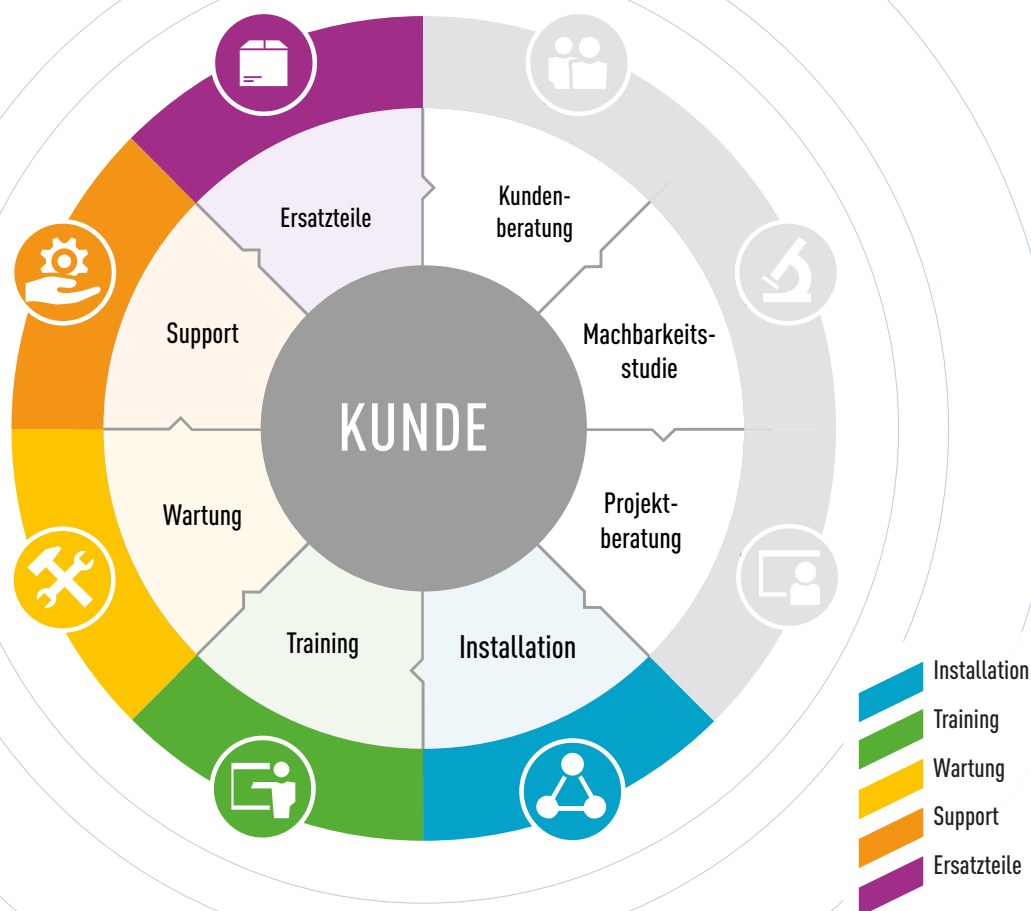 Ersatzteile
Kunden-
beratung
Support
Machbarkeits-
studie
KUNDE
Wartung
Projekt-
beratung
Training
Installation
Installation
Training
Wartung
Support
Ersatzteile